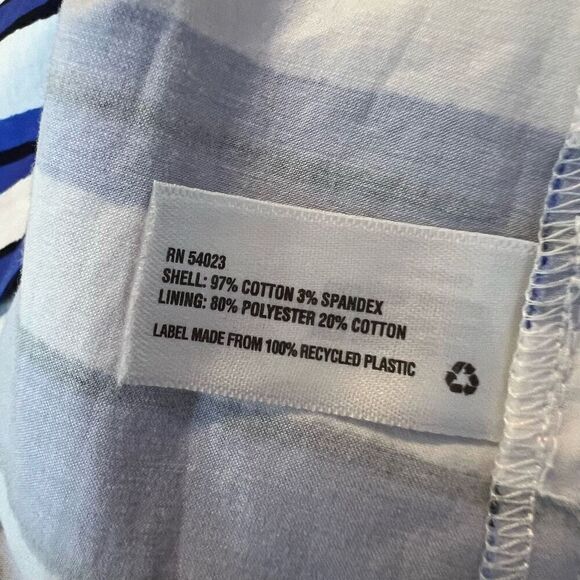 RN 54023
SHELL: 97% COTTON 3% SPANDEX
LINING: 80% POLYESTER 20% COTTON
LABEL MADE FROM 100% RECYCLED PLASTIC